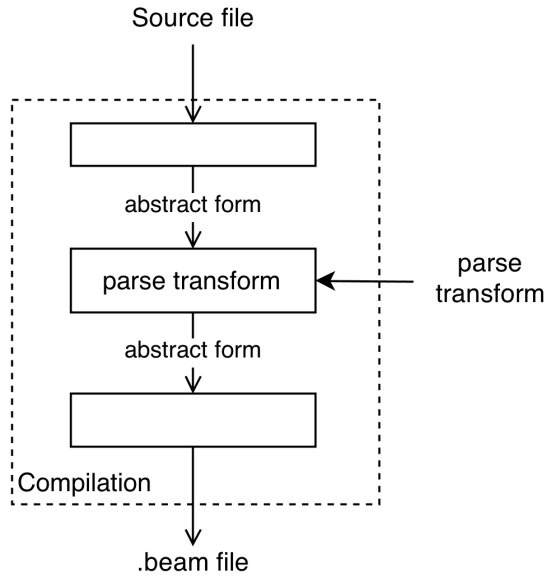 Source file
abstract form
parse transform
parse
transform
abstract form
Compilation
.beam file